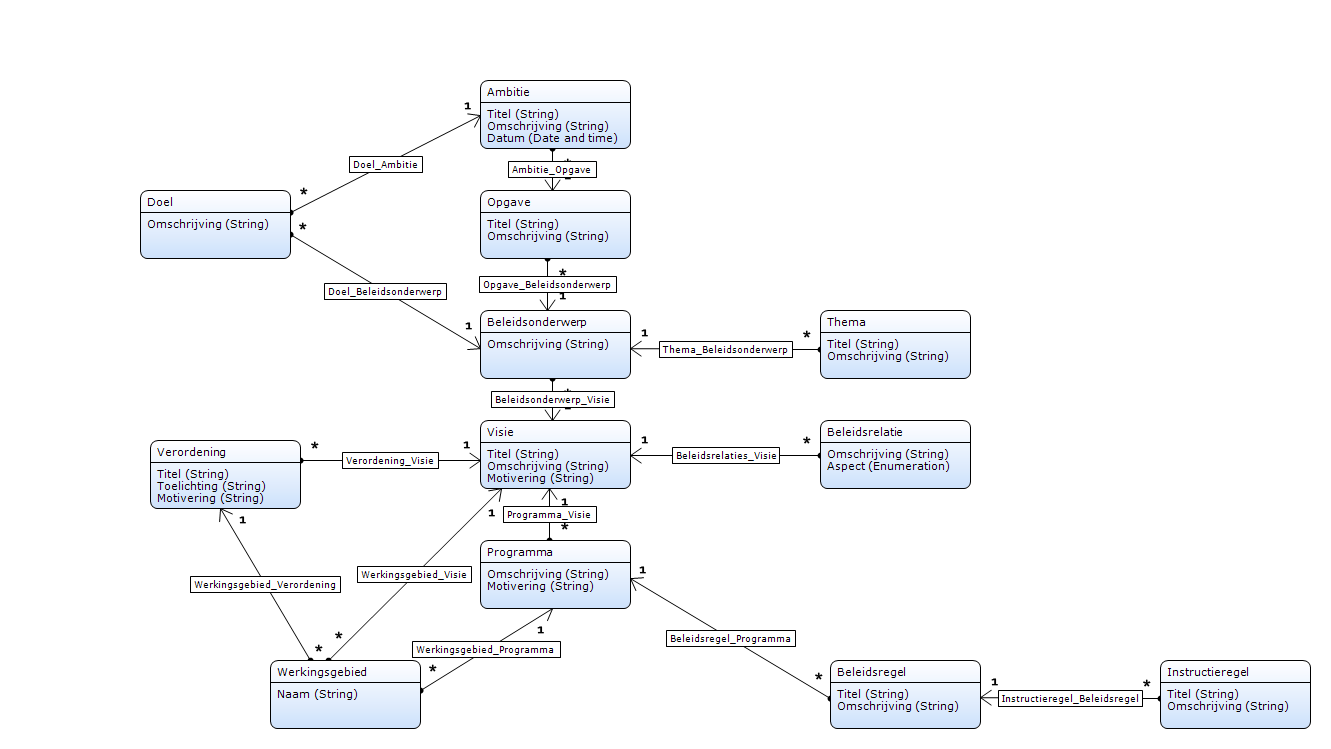 Ambitie
Titel (String)
Omschrijving (String)
Datum (Date and time)
1
Doel_Ambitie
*
Ambitie_Opgave
Doel
Omschrijving (String)
*
Opgave
Titel (String)
Omschrijving (String)
*
Opgave_Beleidsonderwerp
1
Doel_Beleidsonderwerp
1
Beleidsonderwerp
Omschrijving (String)
1
Thema_Beleidsonderwerp
*
Thema
Titel (String)
Omschrijving (String)
Beleidsonderwerp_Visie
Verordening
Titel (String)
Toelichting (String)
Motivering (String)
*
Verordening_Visie
1
Visie
Titel (String)
Omschrijving (String)
Motivering (String)
1
Beleidsrelaties_Visie
*
Beleidsrelatie
Omschrijving (String)
Aspect (Enumeration)
1
1
1
Programma_Visie
*
Programma
Omschrijving (String)
Motivering (String)
Werkingsgebied_Verordening
Werkingsgebied_Visie
1
*
*
1
Werkingsgebied_Programma
*
Beleidsregel_Programma
*
Werkingsgebied
Naam (String)
Beleidsregel
Titel (String)
Omschrijving (String)
1
Instructieregel_Beleidsregel
*
Instructieregel
Titel (String)
Omschrijving (String)